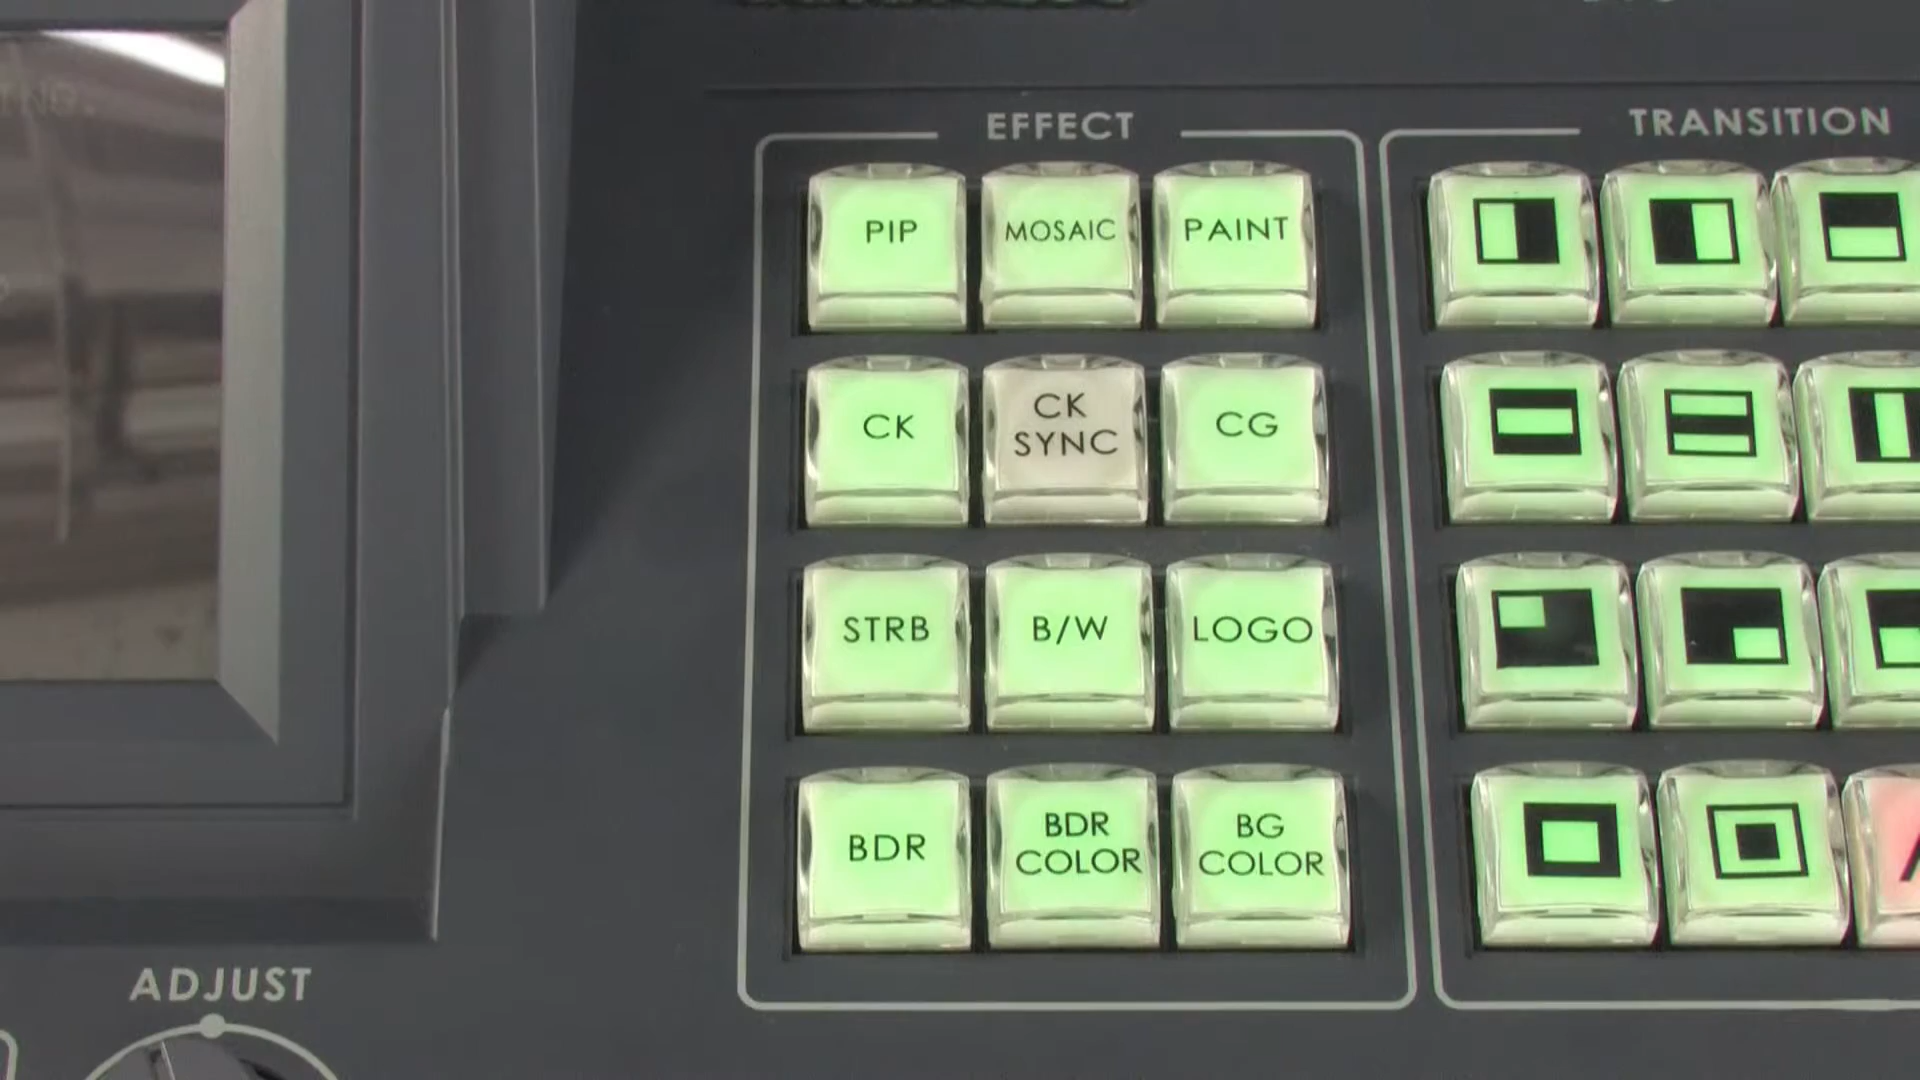 EFFECT
TRANSITION
PIP
MOSAIC
PAINT
CK
CK
SYNC
CG
STRB
B/W
LOGO
BDR
BDR
COLOR
BG
COLOR
ADJUST